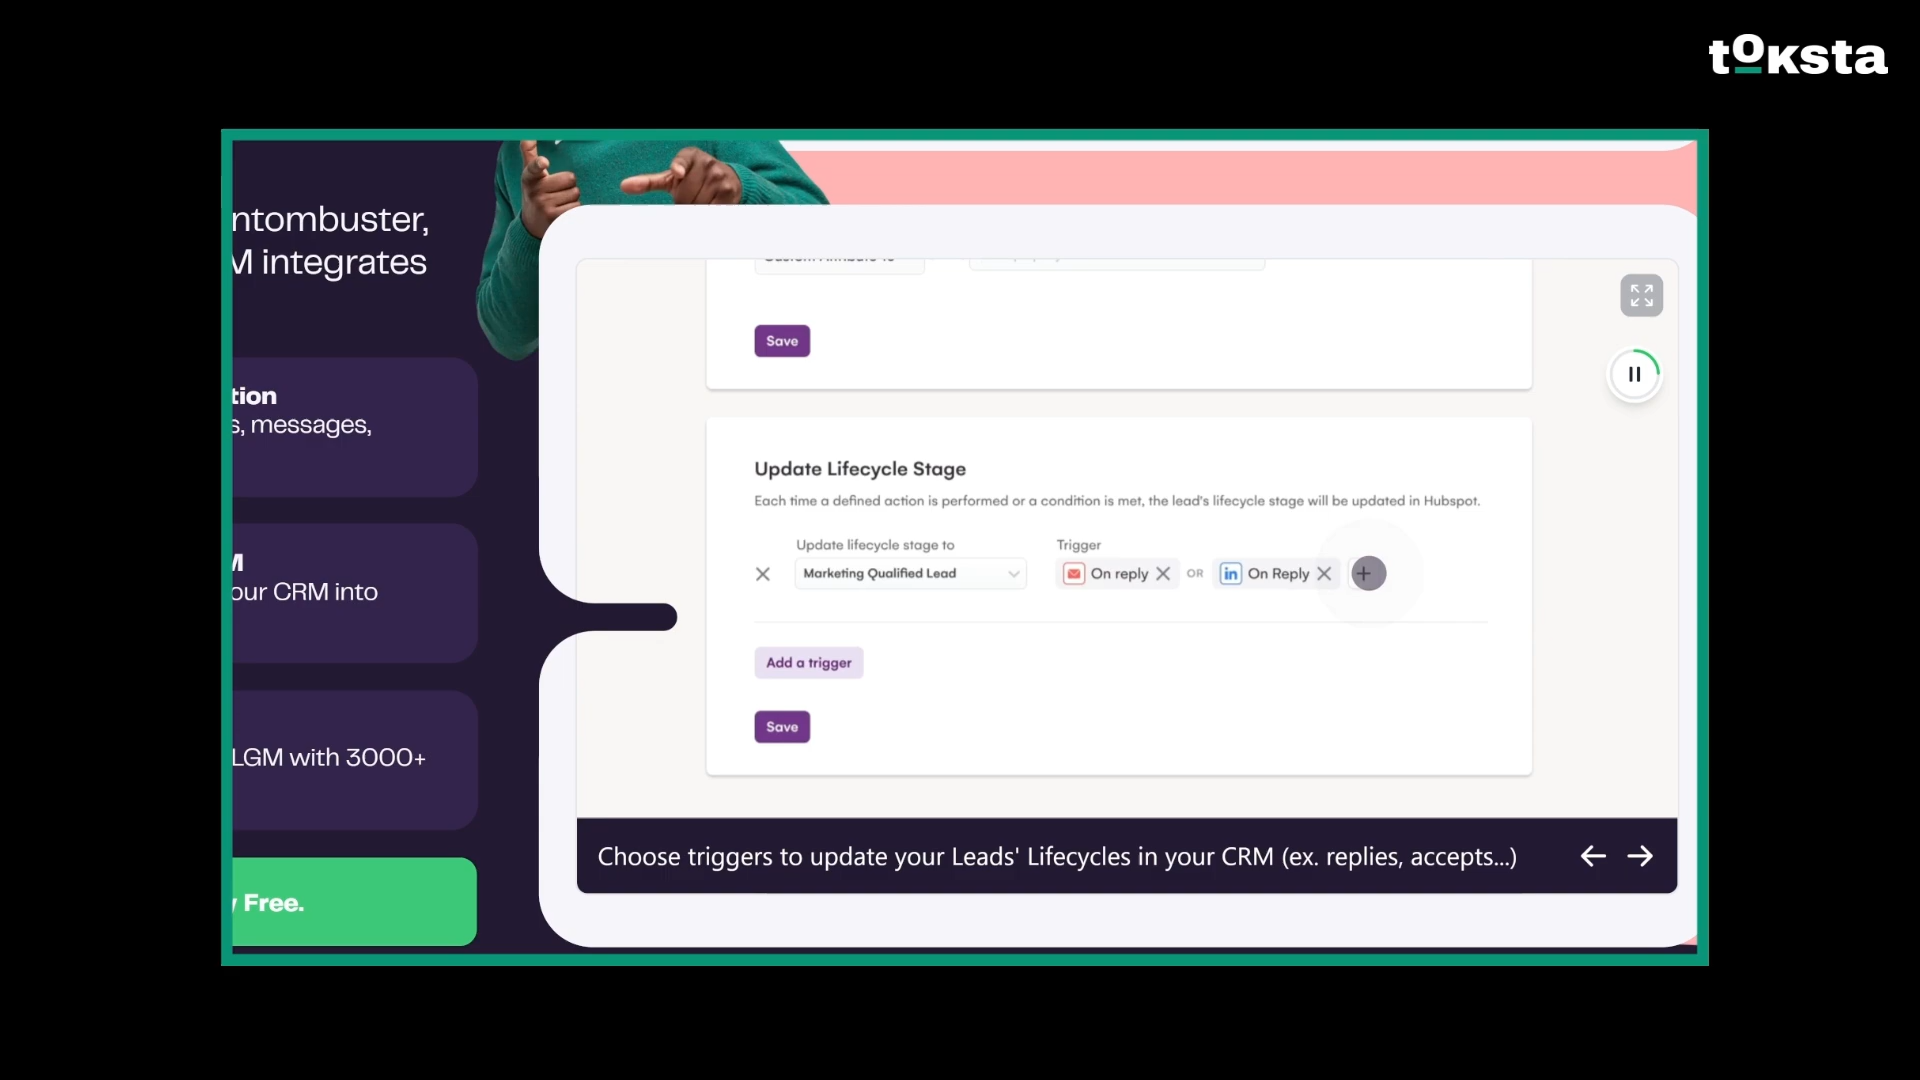 toksta
ntombuster,
M integrates
tion
s, messages,
our CRM into
LGM with 3000+
y Free.
Save
Update Lifecycle Stage
Each time a defined action is performed or a condition is met, the lead's lifecycle stage will be updated in Hubspot.
Update lifecycle stage to
Trigger
Marketing Qualified Lead
On reply
OR
in
On Reply
Add a trigger
Save
Choose triggers to update your Leads' Lifecycles in your CRM (ex. replies, accepts...)